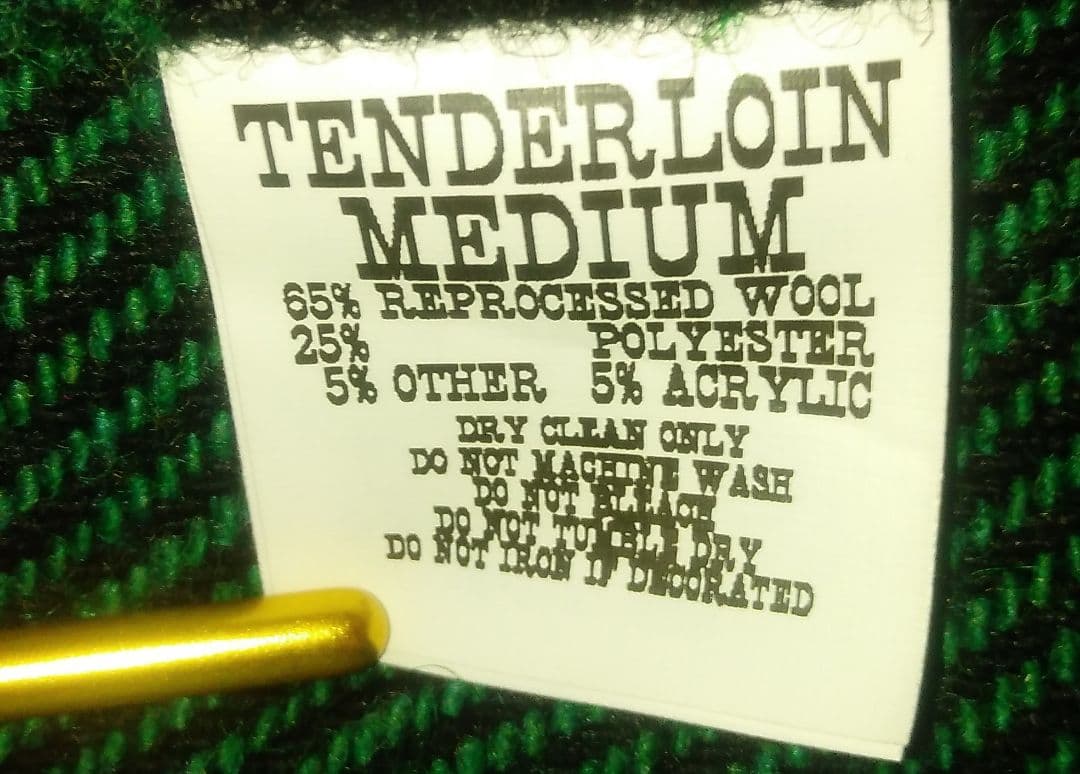 TENDERLOIN
MEDIUM
65% REPROCESSED WOOL
25% POLYESTER
5% OTHER 5% ACRYLIC
DRY CLEAN ONLY
DO NOT MACHINE WASH
DO NOT BLEACH
DO NOT TUMBLE DRY
DO NOT IRON IF DECORATED